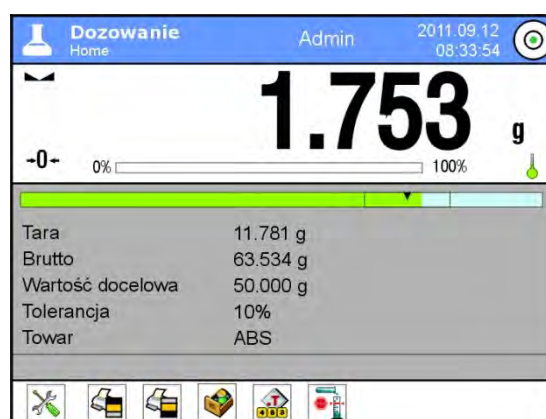 Dozowanie Admin 2011.09.12
Home 08:33:54
1.753 g
→0← 0% 100%
Tara 11.781 g
Brutto 63.534 g
Wartość docelowa 50.000 g
Tolerancja 10%
Towar ABS